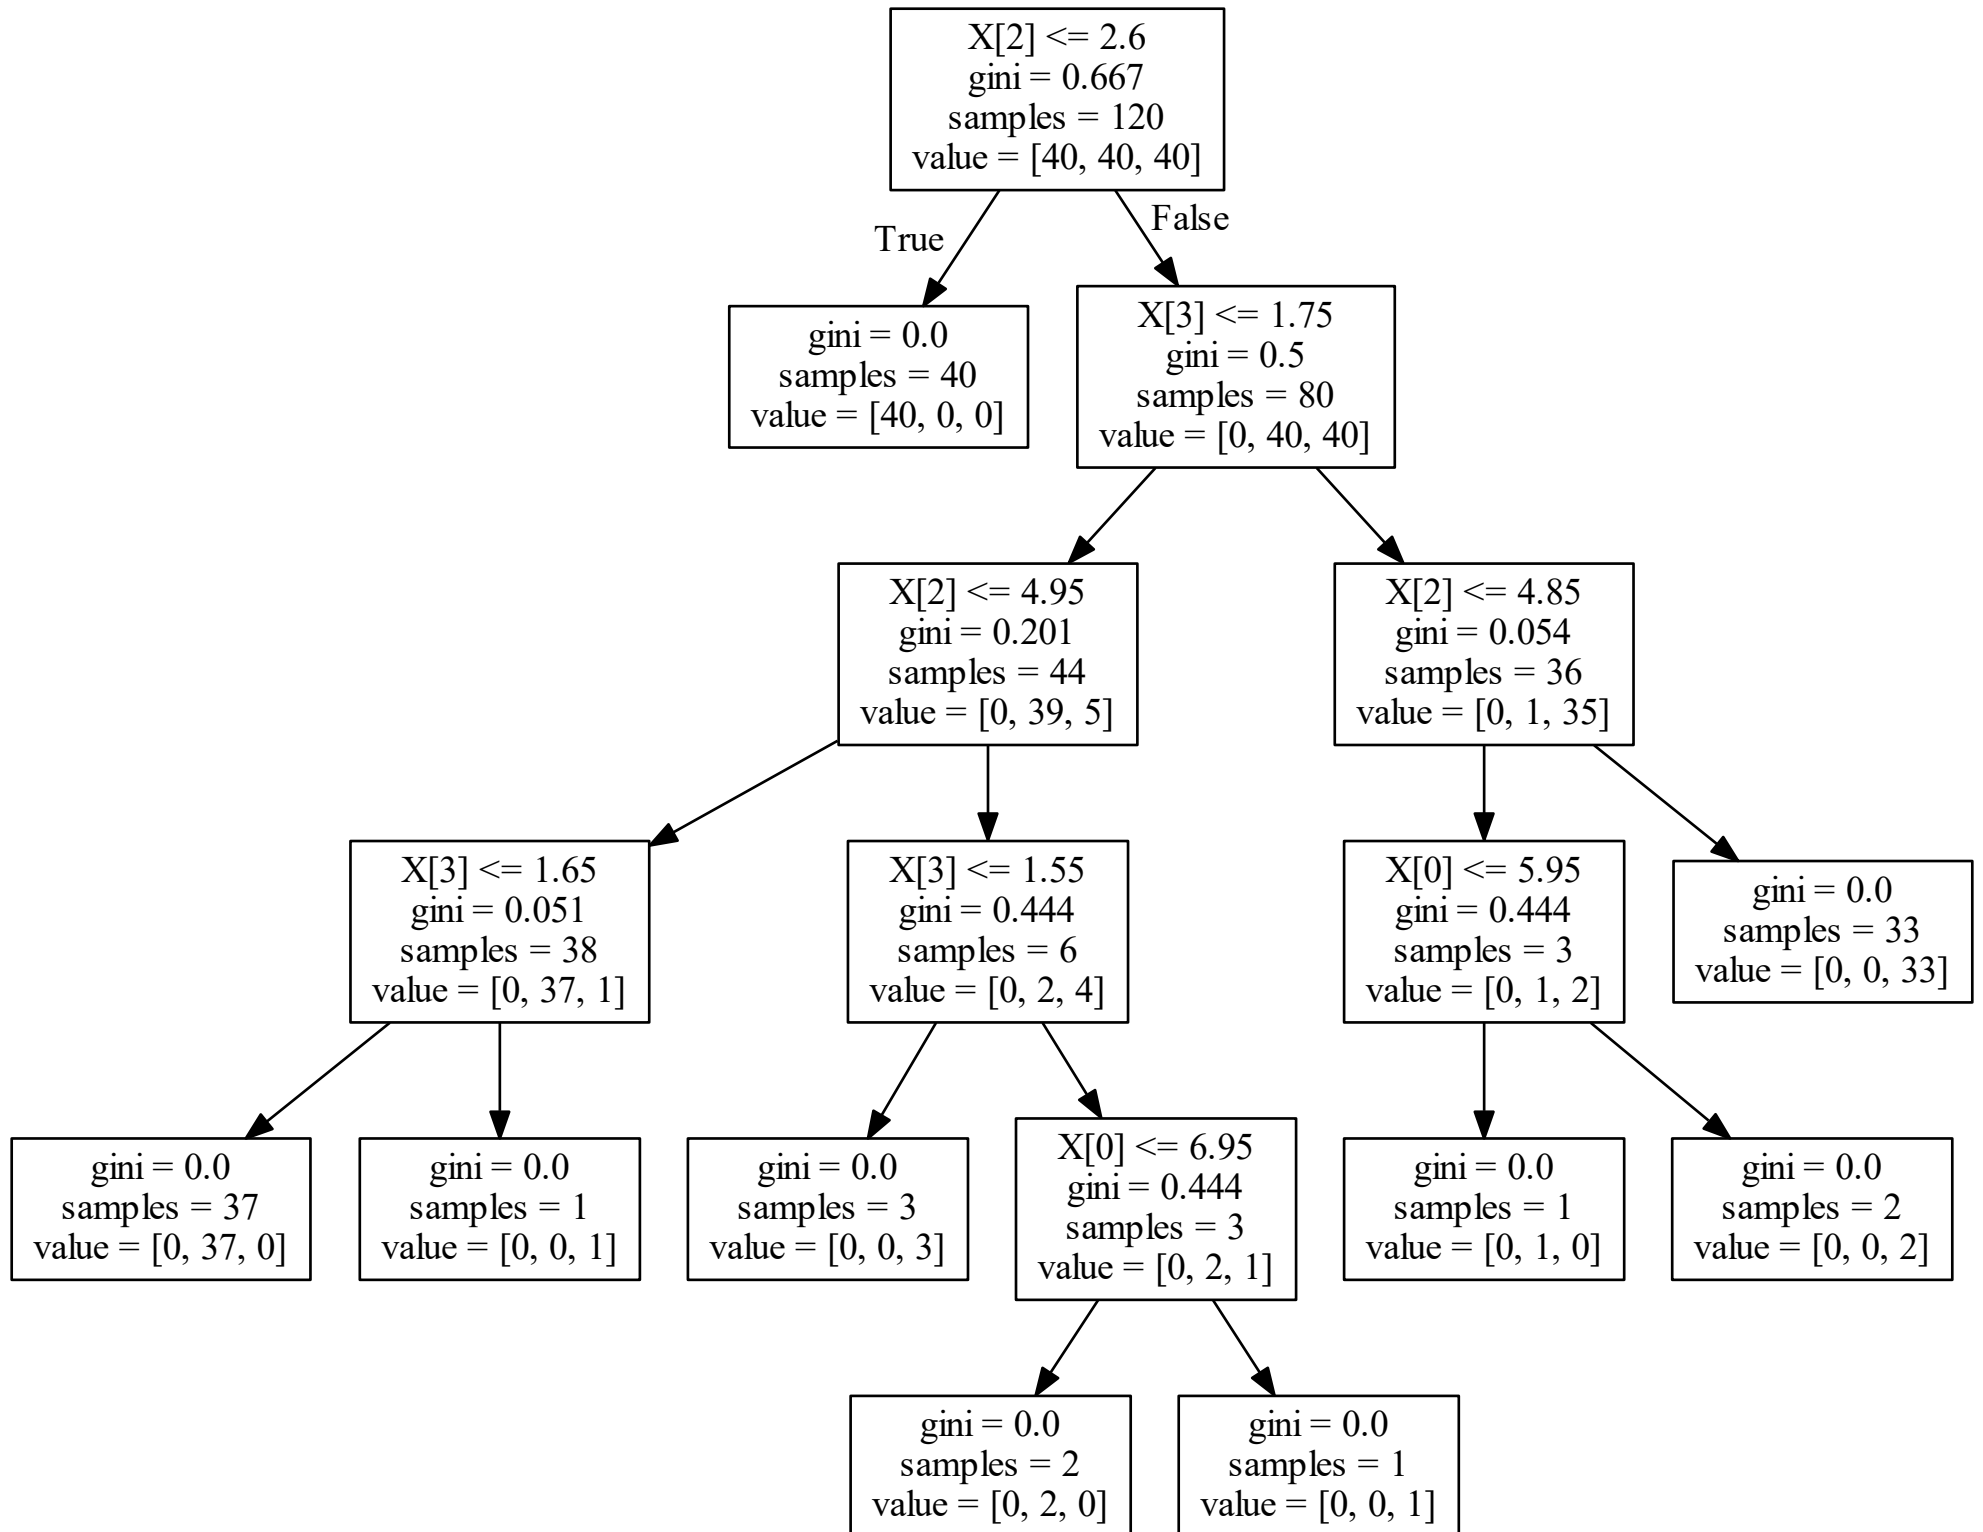 X[2] <= 2.6
gini = 0.667
samples = 120
value = [40, 40, 40]
True
False
gini = 0.0
samples = 40
value = [40, 0, 0]
X[3] <= 1.75
gini = 0.5
samples = 80
value = [0, 40, 40]
X[2] <= 4.95
gini = 0.201
samples = 44
value = [0, 39, 5]
X[2] <= 4.85
gini = 0.054
samples = 36
value = [0, 1, 35]
X[3] <= 1.65
gini = 0.051
samples = 38
value = [0, 37, 1]
X[3] <= 1.55
gini = 0.444
samples = 6
value = [0, 2, 4]
X[0] <= 5.95
gini = 0.444
samples = 3
value = [0, 1, 2]
gini = 0.0
samples = 33
value = [0, 0, 33]
gini = 0.0
samples = 37
value = [0, 37, 0]
gini = 0.0
samples = 1
value = [0, 0, 1]
gini = 0.0
samples = 3
value = [0, 0, 3]
X[0] <= 6.95
gini = 0.444
samples = 3
value = [0, 2, 1]
gini = 0.0
samples = 1
value = [0, 1, 0]
gini = 0.0
samples = 2
value = [0, 0, 2]
gini = 0.0
samples = 2
value = [0, 2, 0]
gini = 0.0
samples = 1
value = [0, 0, 1]